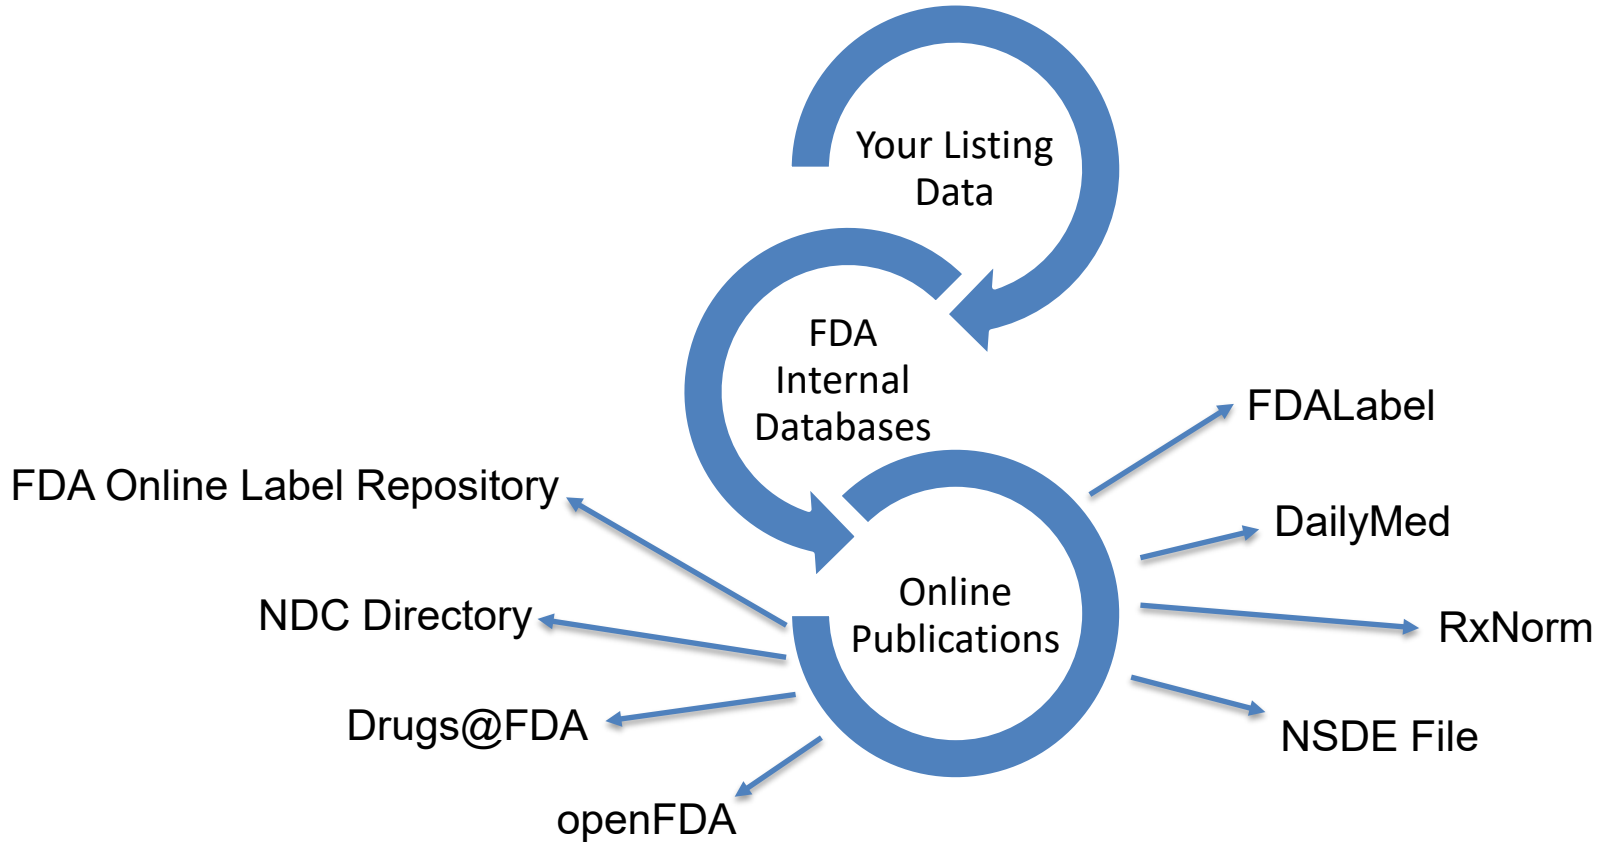 Your Listing
Data
FDA
Internal
Databases
Online
Publications
FDA Online Label Repository
NDC Directory
Drugs@FDA
openFDA
FDALabel
DailyMed
RxNorm
NSDE File